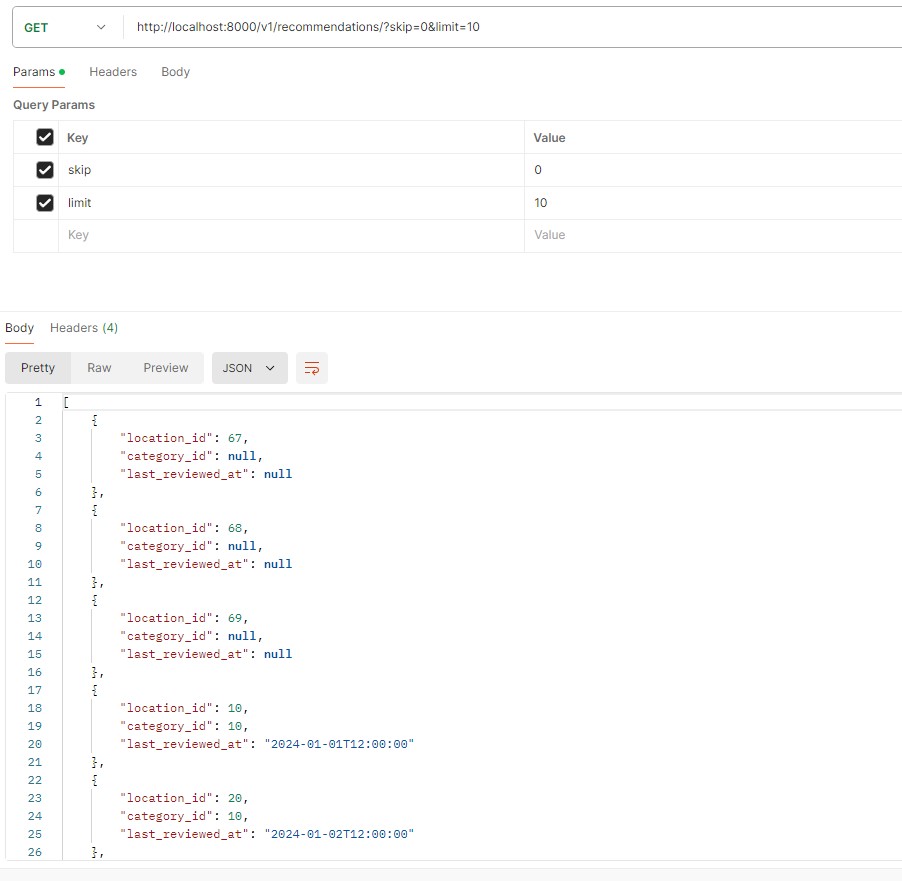 GET http://localhost:8000/v1/recommendations/?skip=0&limit=10
Params Headers Body
Query Params
Key Value
skip 0
limit 10
Key Value
Body Headers (4)
Pretty Raw Preview JSON
1 [
2 {
3 "location_id": 67,
4 "category_id": null,
5 "last_reviewed_at": null
6 },
7 {
8 "location_id": 68,
9 "category_id": null,
10 "last_reviewed_at": null
11 },
12 {
13 "location_id": 69,
14 "category_id": null,
15 "last_reviewed_at": null
16 },
17 {
18 "location_id": 10,
19 "category_id": 10,
20 "last_reviewed_at": "2024-01-01T12:00:00"
21 },
22 {
23 "location_id": 20,
24 "category_id": 10,
25 "last_reviewed_at": "2024-01-02T12:00:00"
26 },